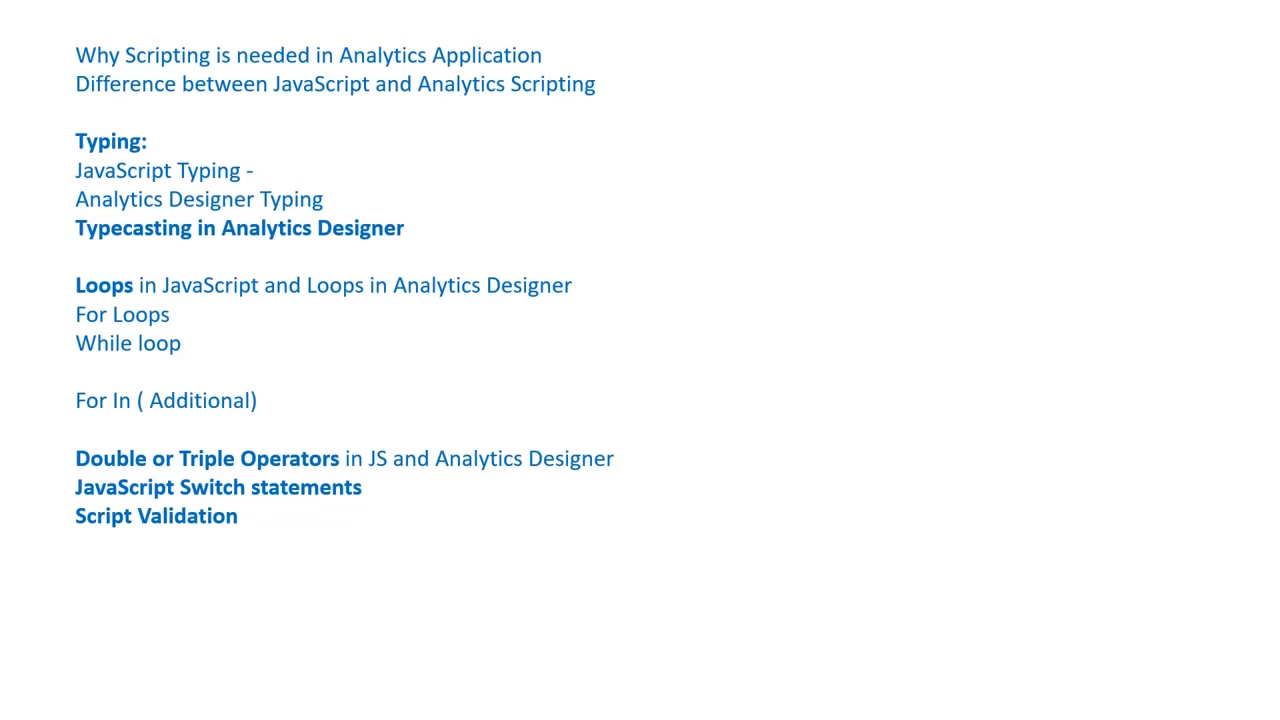 Why Scripting is needed in Analytics Application
Difference between JavaScript and Analytics Scripting
Typing:
JavaScript Typing -
Analytics Designer Typing
Typecasting in Analytics Designer
Loops in JavaScript and Loops in Analytics Designer
For Loops
While loop
For In ( Additional)
Double or Triple Operators in JS and Analytics Designer
JavaScript Switch statements
Script Validation